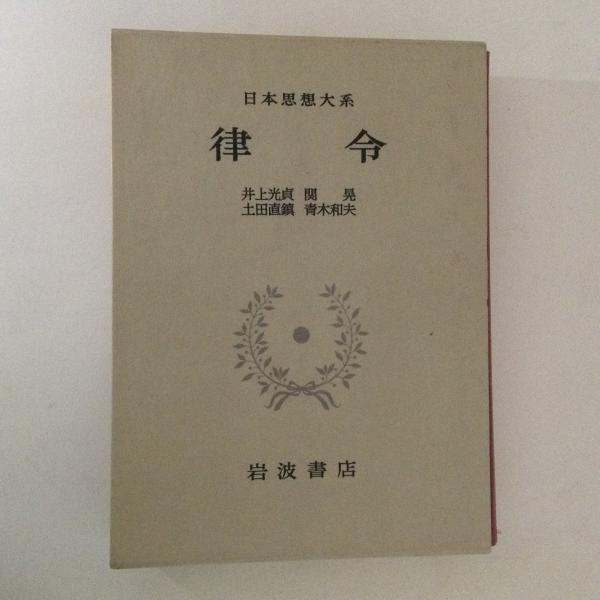 日本思想大系
律 令
井上光貞 関 晃
土田直鎮 青木和夫
岩波書店